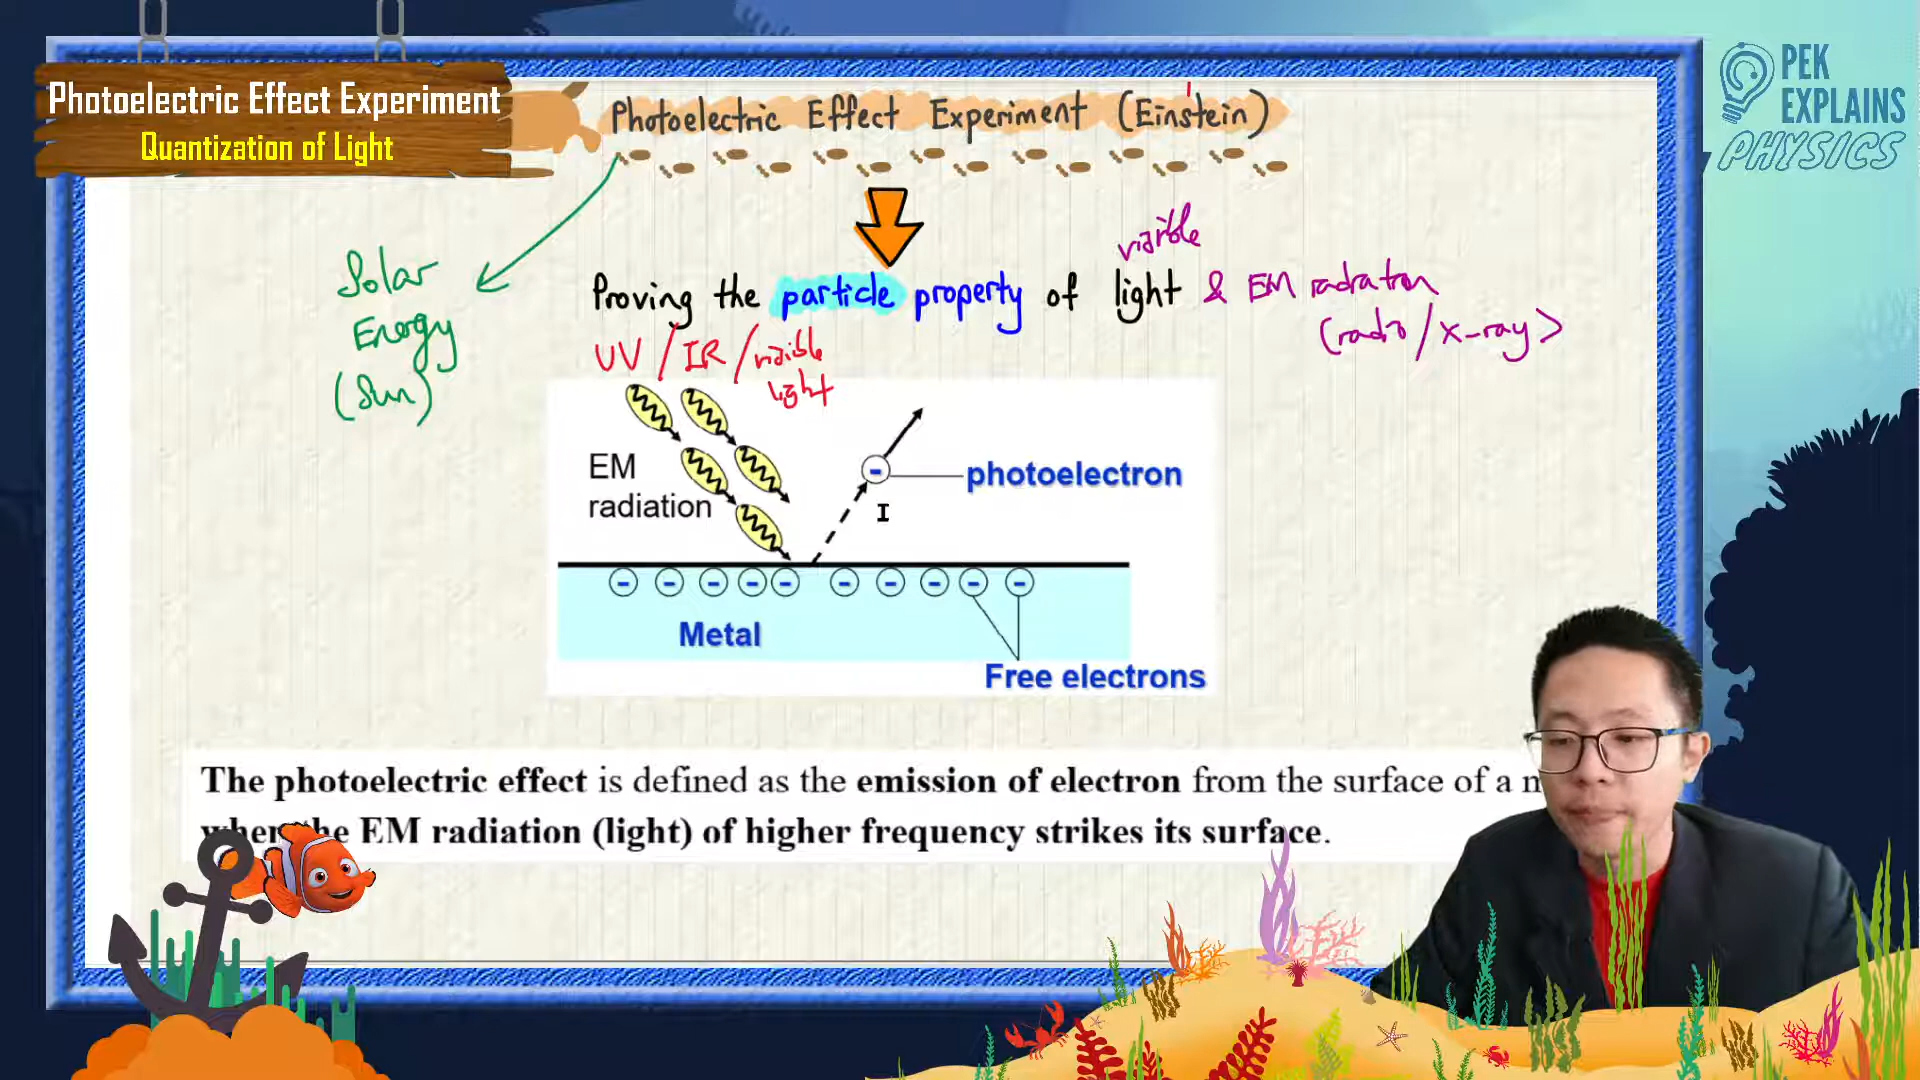 Photoelectric Effect Experiment
Quantization of Light
PEK
EXPLAINS
PHYSICS
Photoelectric Effect Experiment (Einstein)
visible
Proving the particle property of light & EM radiation
(radio/x-ray)
Solar
Energy
(Sun)
UV / IR / visible
light
EM
radiation
photoelectron
Metal
Free electrons
The photoelectric effect is defined as the emission of electron from the surface of a m
when the EM radiation (light) of higher frequency strikes its surface.